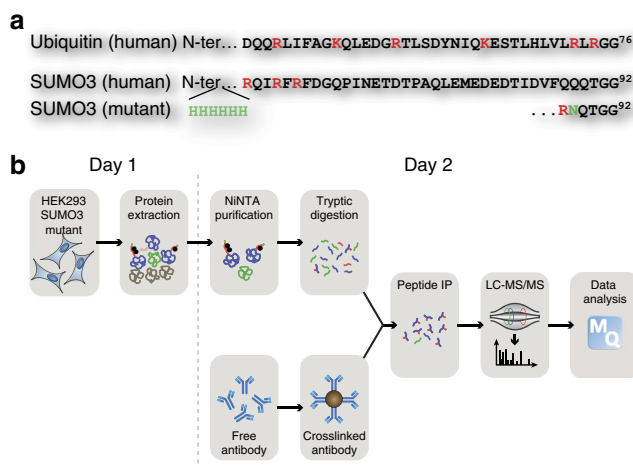 a
Ubiquitin (human) N-ter... DQQRLIFAGKQLEDGRTLSDYNIQKESTLHLVLRLRGG76
SUMO3 (human) N-ter... RQIRFRFDGQPINETDTPAQLEMEDEDTIDVFQQQTGG92
SUMO3 (mutant) HHHHHH ...RNQTGG92
b
Day 1 Day 2
HEK293
SUMO3
mutant
Protein
extraction
NiNTA
purification
Tryptic
digestion
Peptide IP
LC-MS/MS
Data
analysis
MQ
Free
antibody
Crosslinked
antibody